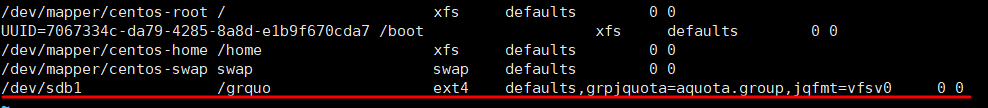 /dev/mapper/centos-root / xfs defaults 0 0
UUID=7067334c-da79-4285-8a8d-e1b9f670cda7 /boot xfs defaults 0 0
/dev/mapper/centos-home /home xfs defaults 0 0
/dev/mapper/centos-swap swap swap defaults 0 0
/dev/sdb1 /grquo ext4 defaults,grpjquota=aquota.group,jqfmt=vfsv0 0 0
~